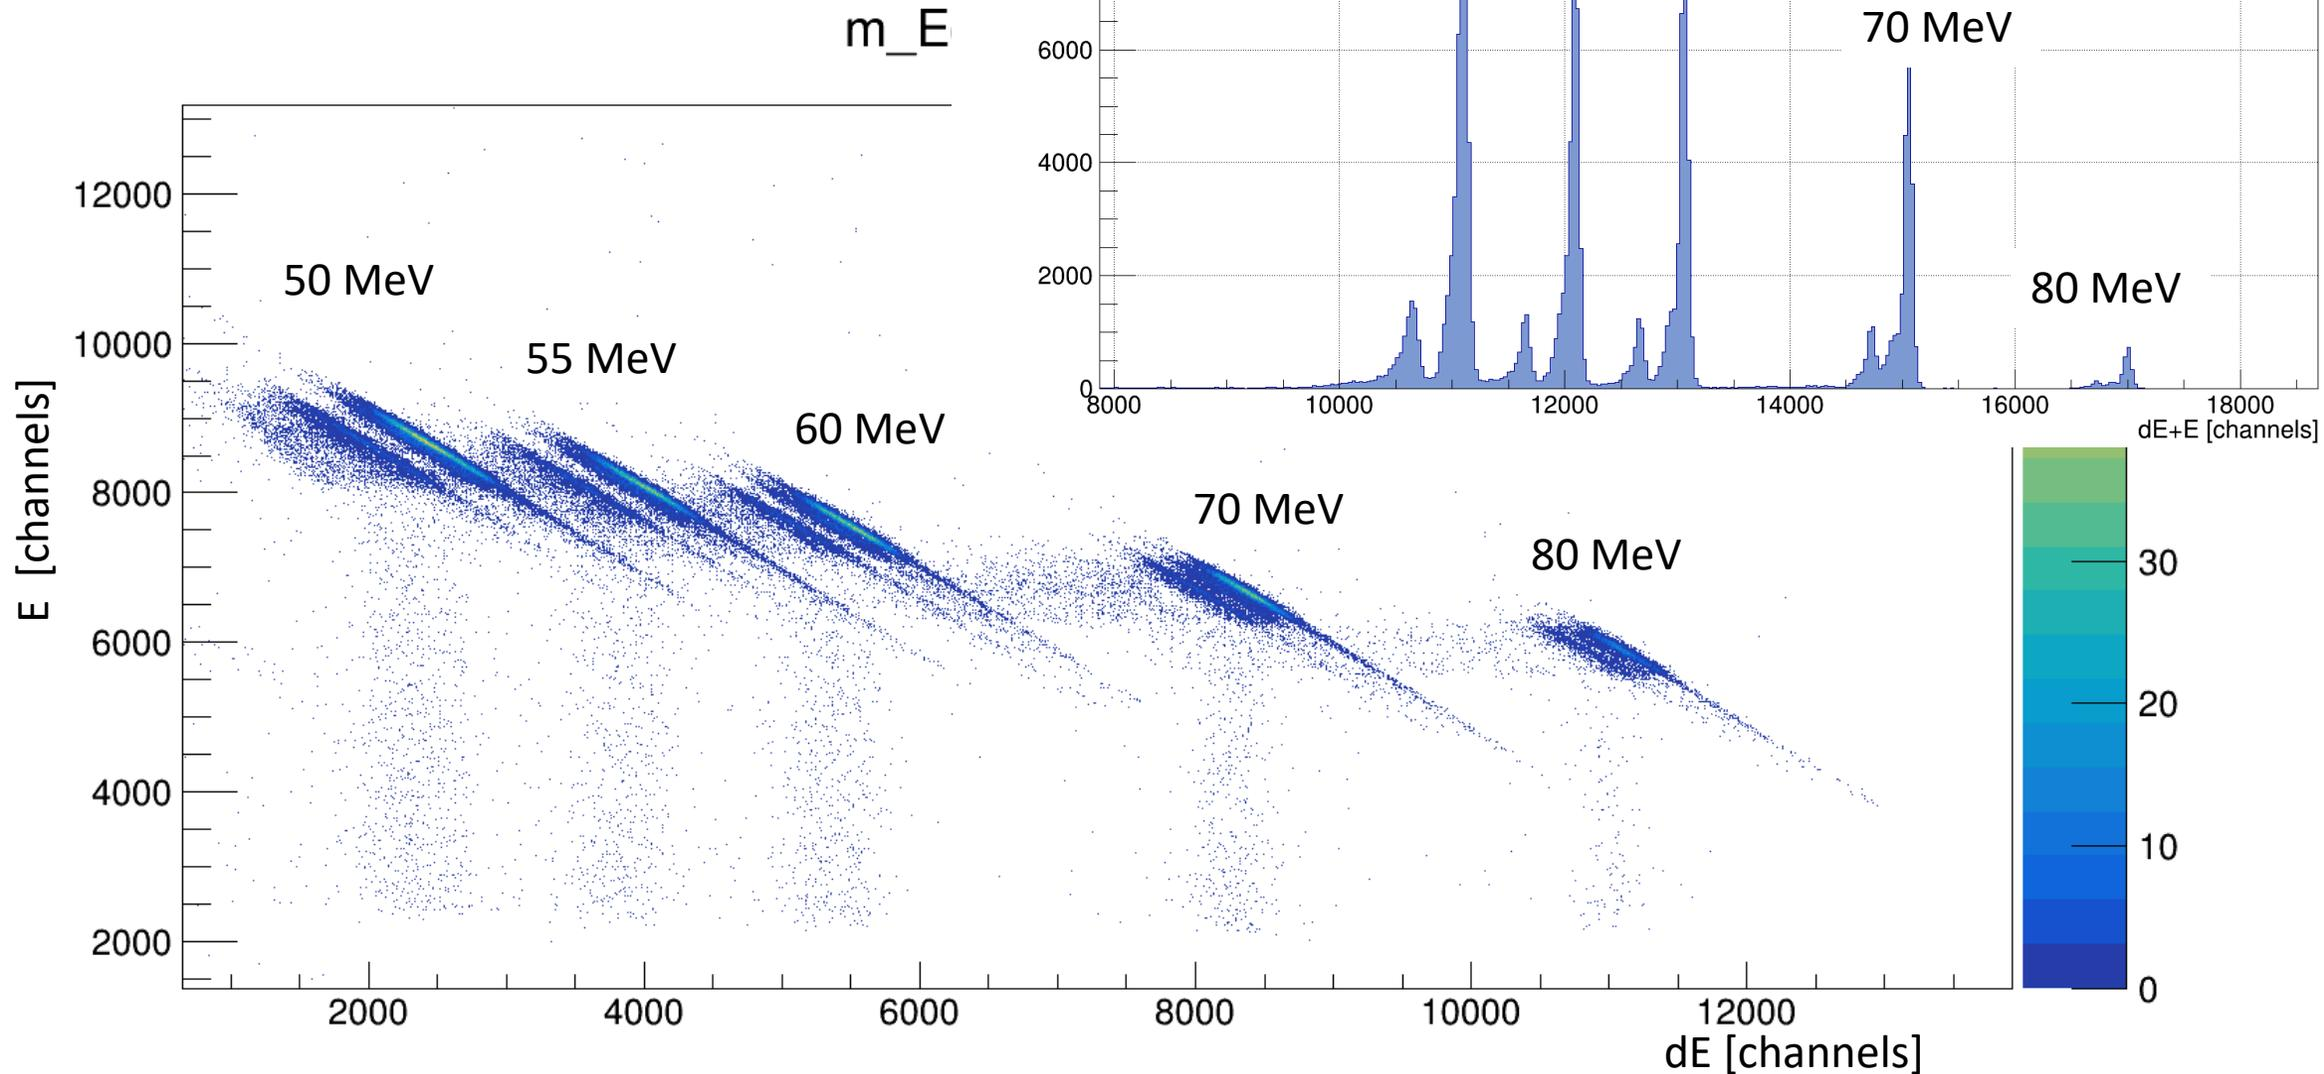 m_E
6000
4000
2000
0
8000 10000 12000 14000 16000 18000
dE+E [channels]
70 MeV
80 MeV
12000
10000
8000
6000
4000
2000
E [channels]
50 MeV
55 MeV
60 MeV
70 MeV
80 MeV
30
20
10
0
2000 4000 6000 8000 10000 12000
dE [channels]